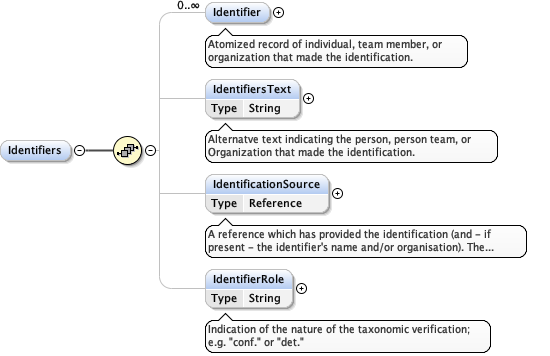 0..∞
Identifier
Atomized record of individual, team member, or
organization that made the identification.
IdentifiersText
Type String
Alternatve text indicating the person, person team, or
Organization that made the identification.
Identifiers
IdentificationSource
Type Reference
A reference which has provided the identification (and - if
present - the identifier's name and/or organisation). The...
IdentifierRole
Type String
Indication of the nature of the taxonomic verification;
e.g. "conf." or "det."